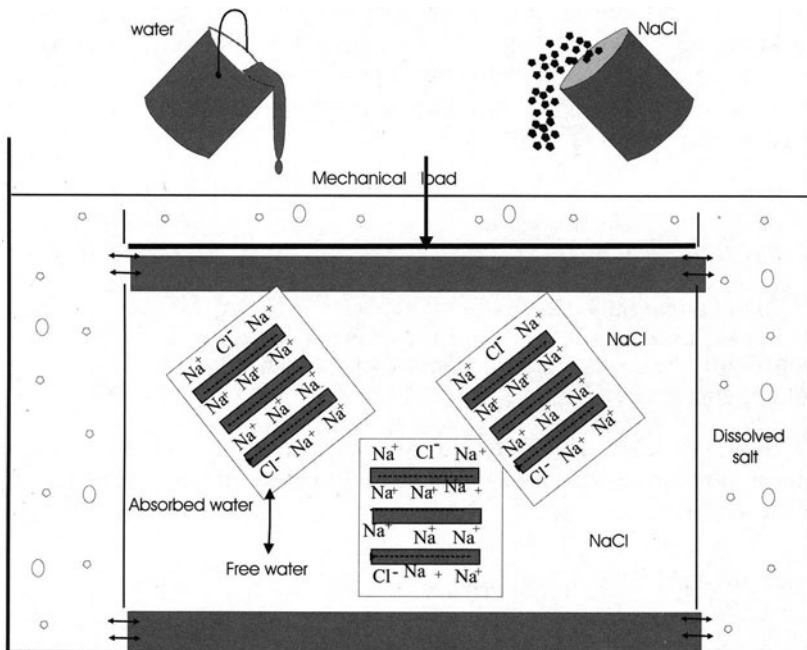 water
NaCl
Mechanical load
Na⁺ Cl⁻ Na⁺
Na⁺ Na⁺ Na⁺
Na⁺ Na Na⁺
Cl⁻ Na⁺ Na⁺
Na⁺ Cl⁻ Na⁺
Na⁺ Na⁺ Na⁺
Na⁺ Na Na⁺
Cl⁻ Na⁺ Na⁺
NaCl
Dissolved
salt
Na⁺ Cl⁻ Na⁺
Na⁺ Na⁺ Na +
Na⁺ Na⁺ Na⁺
Cl⁻ Na + Na⁺
Absorbed water
Free water
NaCl